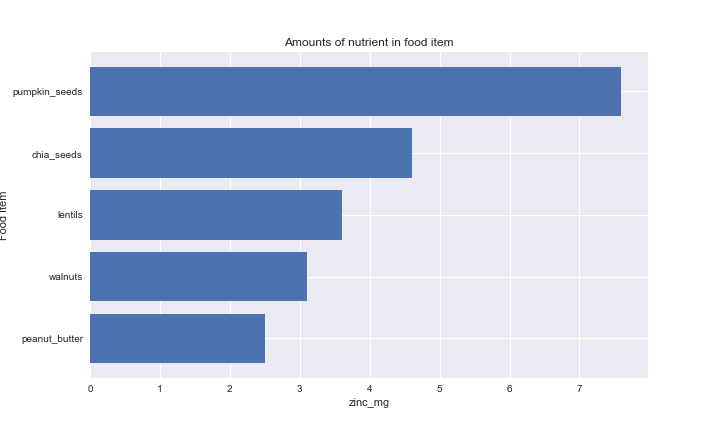 Amounts of nutrient in food item
Food item
pumpkin_seeds
chia_seeds
lentils
walnuts
peanut_butter
0 1 2 3 4 5 6 7
zinc_mg